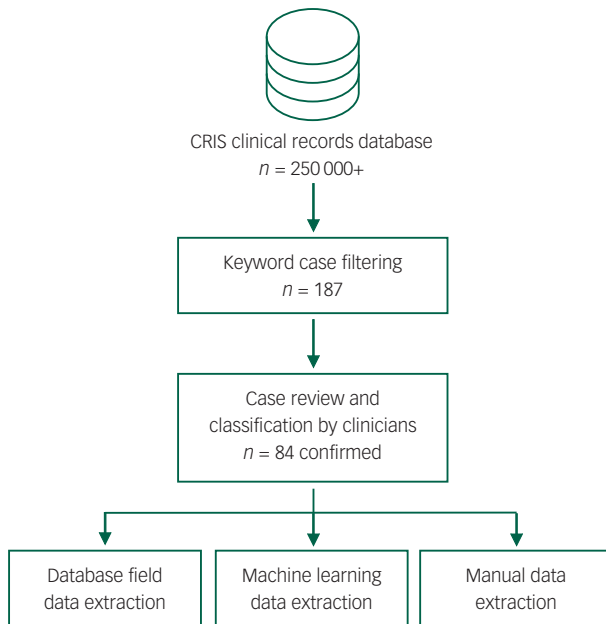 CRIS clinical records database
n = 250 000+
Keyword case filtering
n = 187
Case review and
classification by clinicians
n = 84 confirmed
Database field
data extraction
Machine learning
data extraction
Manual data
extraction